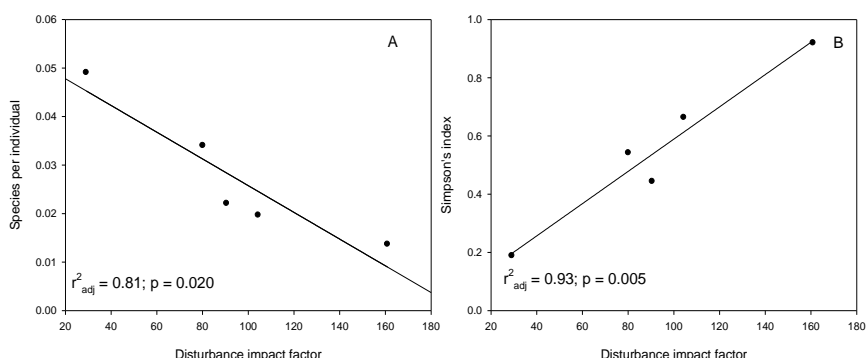 A
Species per individual
0.06
0.05
0.04
0.03
0.02
0.01
0.00
r²adj = 0.81; p = 0.020
20 40 60 80 100 120 140 160 180
Disturbance impact factor
B
Simpson's index
1.0
0.8
0.6
0.4
0.2
0.0
r²adj = 0.93; p = 0.005
20 40 60 80 100 120 140 160 180
Disturbance impact factor